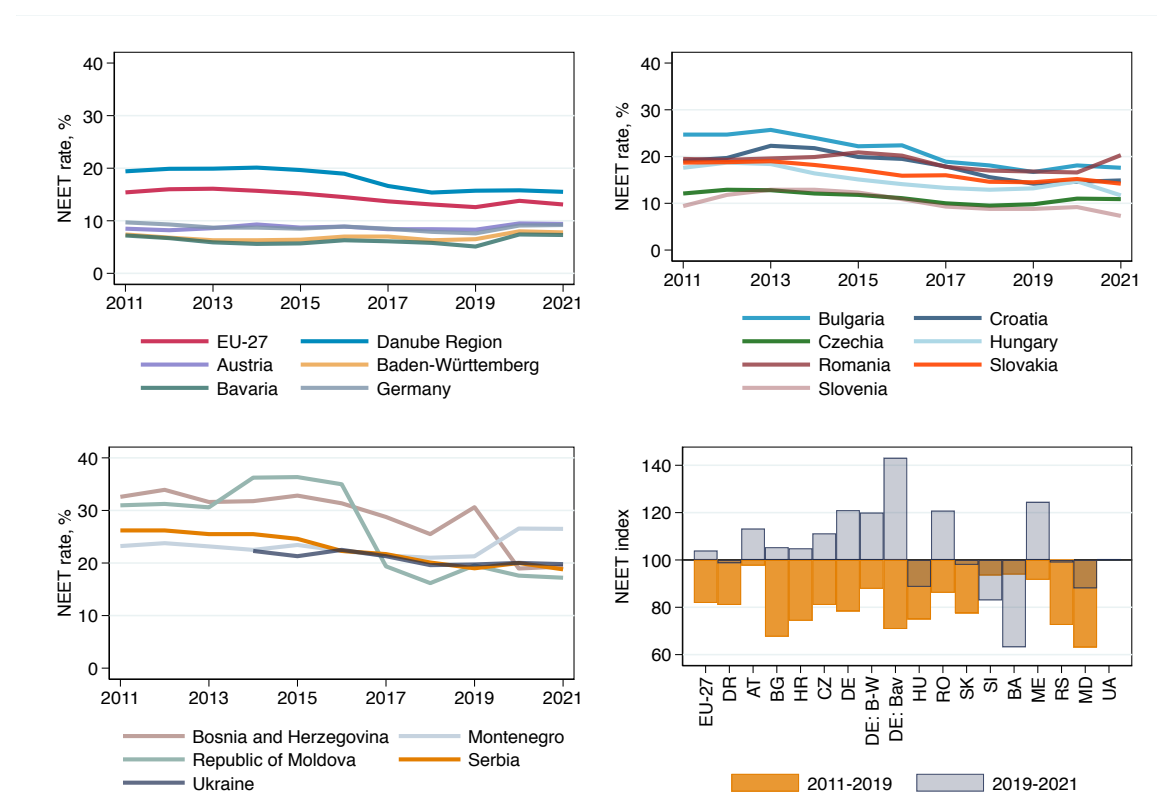 NEET rate, %
40
30
20
10
0
2011 2013 2015 2017 2019 2021
EU-27 Danube Region
Austria Baden-Württemberg
Bavaria Germany
NEET rate, %
40
30
20
10
0
2011 2013 2015 2017 2019 2021
Bulgaria Croatia
Czechia Hungary
Romania Slovakia
Slovenia
NEET rate, %
40
30
20
10
0
2011 2013 2015 2017 2019 2021
Bosnia and Herzegovina Montenegro
Republic of Moldova Serbia
Ukraine
NEET index
140
120
100
80
60
EU-27 DR AT BG HR CZ DE DE: B-W DE: Bav HU RO SK SI BA ME RS MD UA
2011-2019 2019-2021